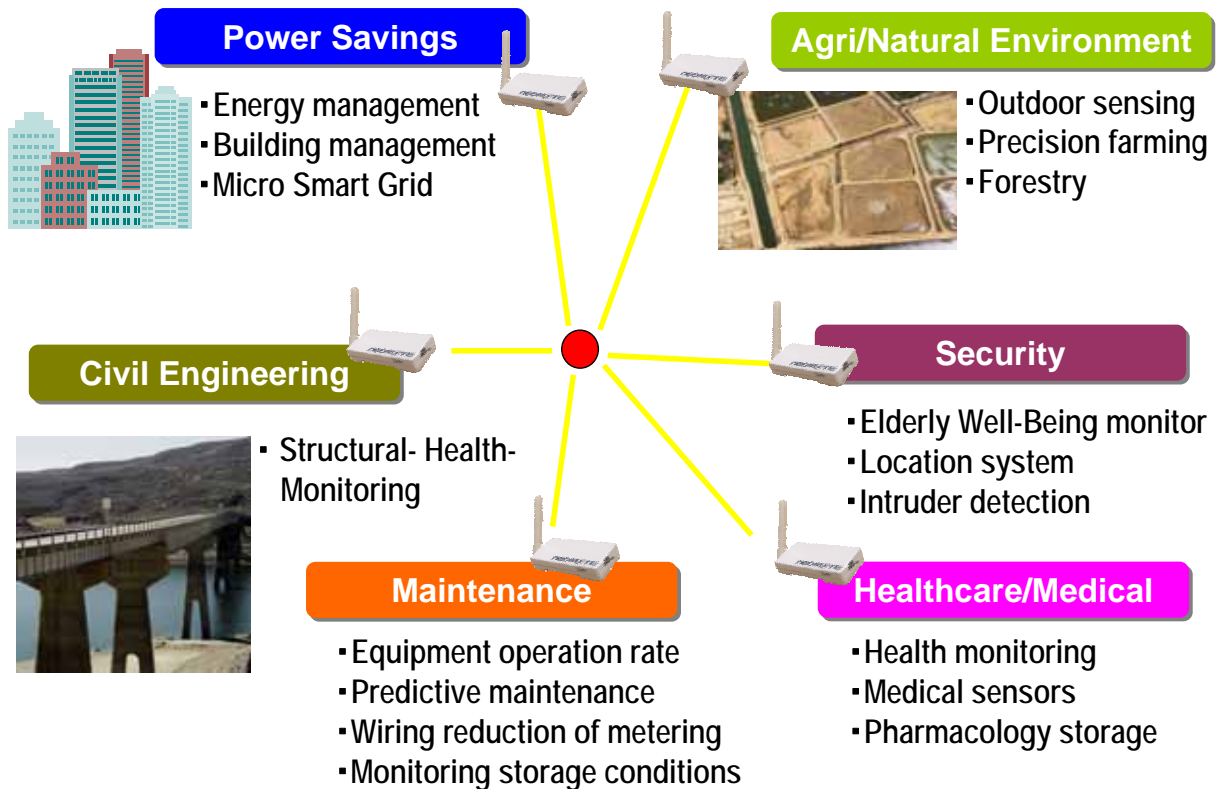 Power Savings
▪Energy management
▪Building management
▪Micro Smart Grid
Agri/Natural Environment
▪Outdoor sensing
▪Precision farming
▪Forestry
Civil Engineering
▪ Structural- Health-
Monitoring
Security
▪Elderly Well-Being monitor
▪Location system
▪Intruder detection
Maintenance
▪Equipment operation rate
▪Predictive maintenance
▪Wiring reduction of metering
▪Monitoring storage conditions
Healthcare/Medical
▪Health monitoring
▪Medical sensors
▪Pharmacology storage